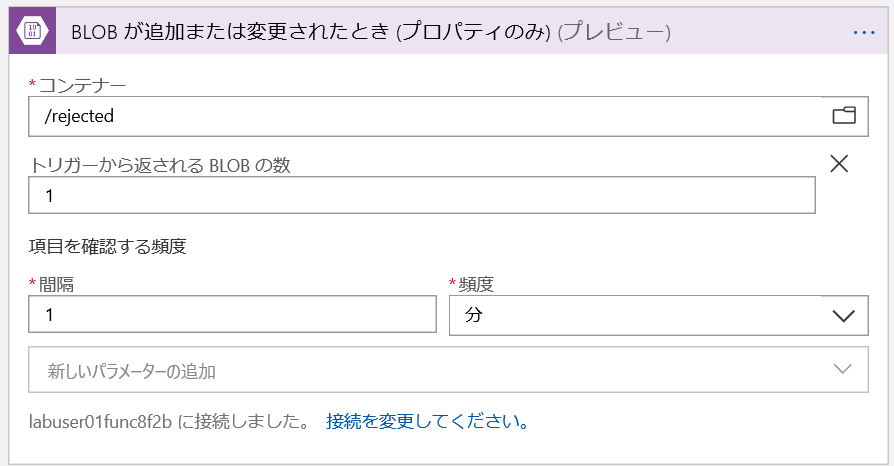 BLOB が追加または変更されたとき (プロパティのみ) (プレビュー) ...
*コンテナー
/rejected
トリガーから返される BLOB の数
1
項目を確認する頻度
*間隔 *頻度
1 分
新しいパラメーターの追加
labuser01func8f2b に接続しました。 接続を変更してください。